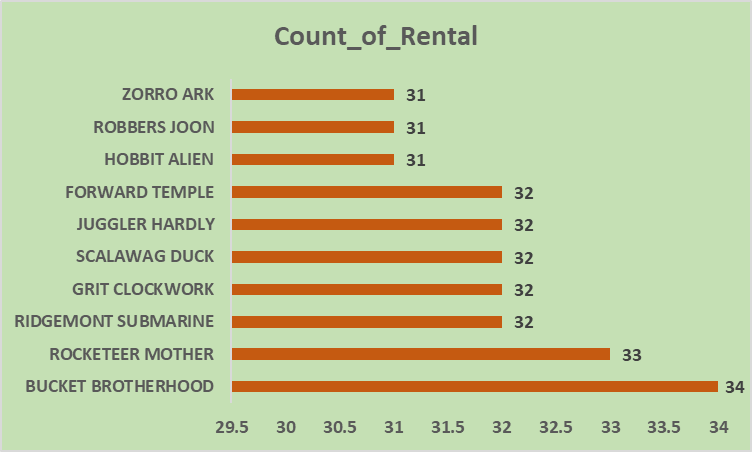 Count_of_Rental
ZORRO ARK 31
ROBBERS JOON 31
HOBBIT ALIEN 31
FORWARD TEMPLE 32
JUGGLER HARDLY 32
SCALAWAG DUCK 32
GRIT CLOCKWORK 32
RIDGEMONT SUBMARINE 32
ROCKETEER MOTHER 33
BUCKET BROTHERHOOD 34
29.5 30 30.5 31 31.5 32 32.5 33 33.5 34